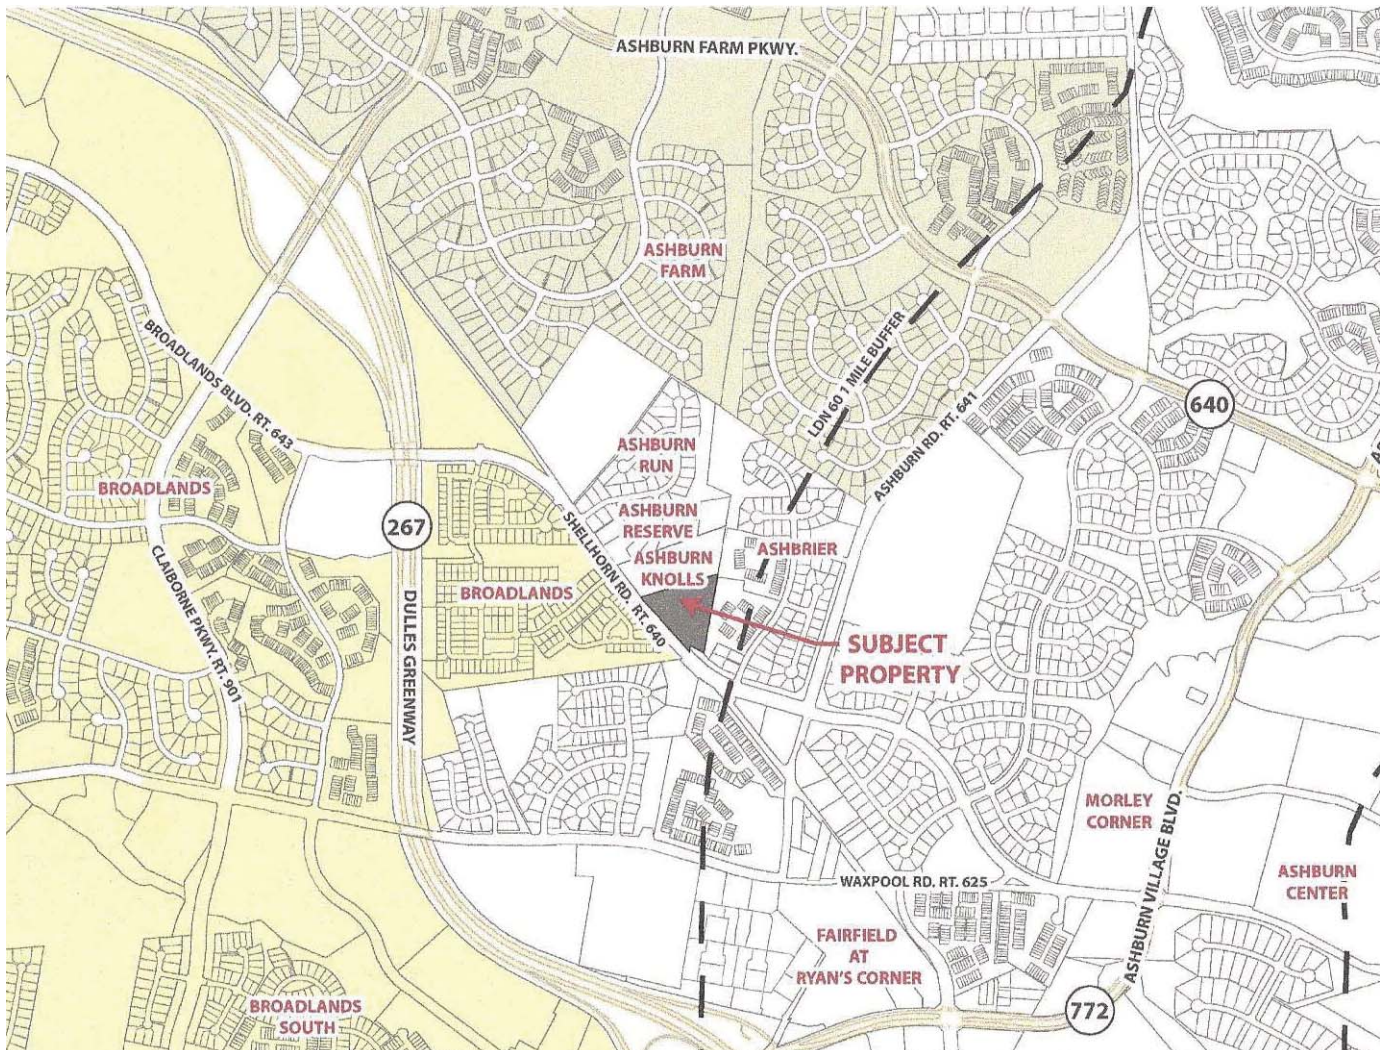 ASHBURN FARM PKWY.
ASHBURN
FARM
BROADLANDS BLVD. RT. 643
LDN 60 1 MILE BUFFER
ASHBURN RD. RT. 641
640
ASHBURN
RUN
BROADLANDS
267
SHELLHORN RD. RT. 640
ASHBURN
RESERVE
ASHBURN
KNOLLS
ASHBRIER
CLAIBORNE PKWY. RT. 901
DULLES GREENWAY
BROADLANDS
SUBJECT
PROPERTY
MORLEY
CORNER
ASHBURN VILLAGE BLVD.
WAXPOOL RD. RT. 625
ASHBURN
CENTER
FAIRFIELD
AT
RYAN'S CORNER
BROADLANDS
SOUTH
772